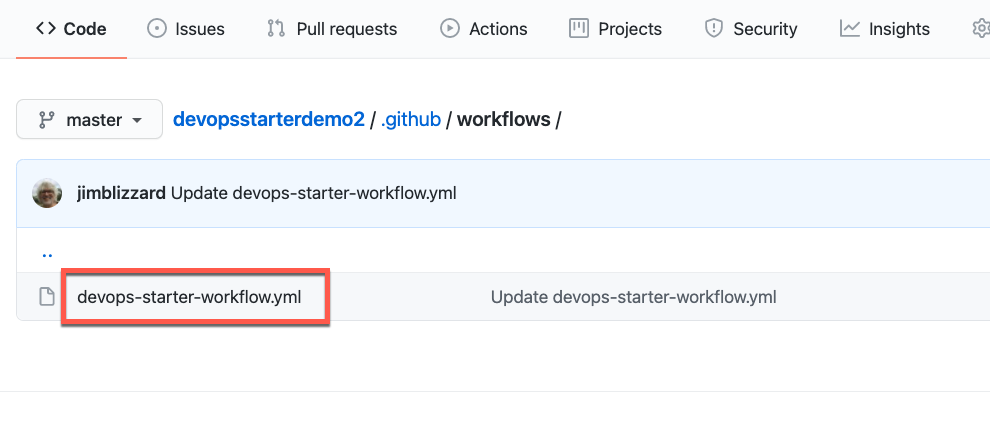 Code Issues Pull requests Actions Projects Security Insights
master devopsstarterdemo2 / .github / workflows /
jimblizzard Update devops-starter-workflow.yml
..
devops-starter-workflow.yml Update devops-starter-workflow.yml